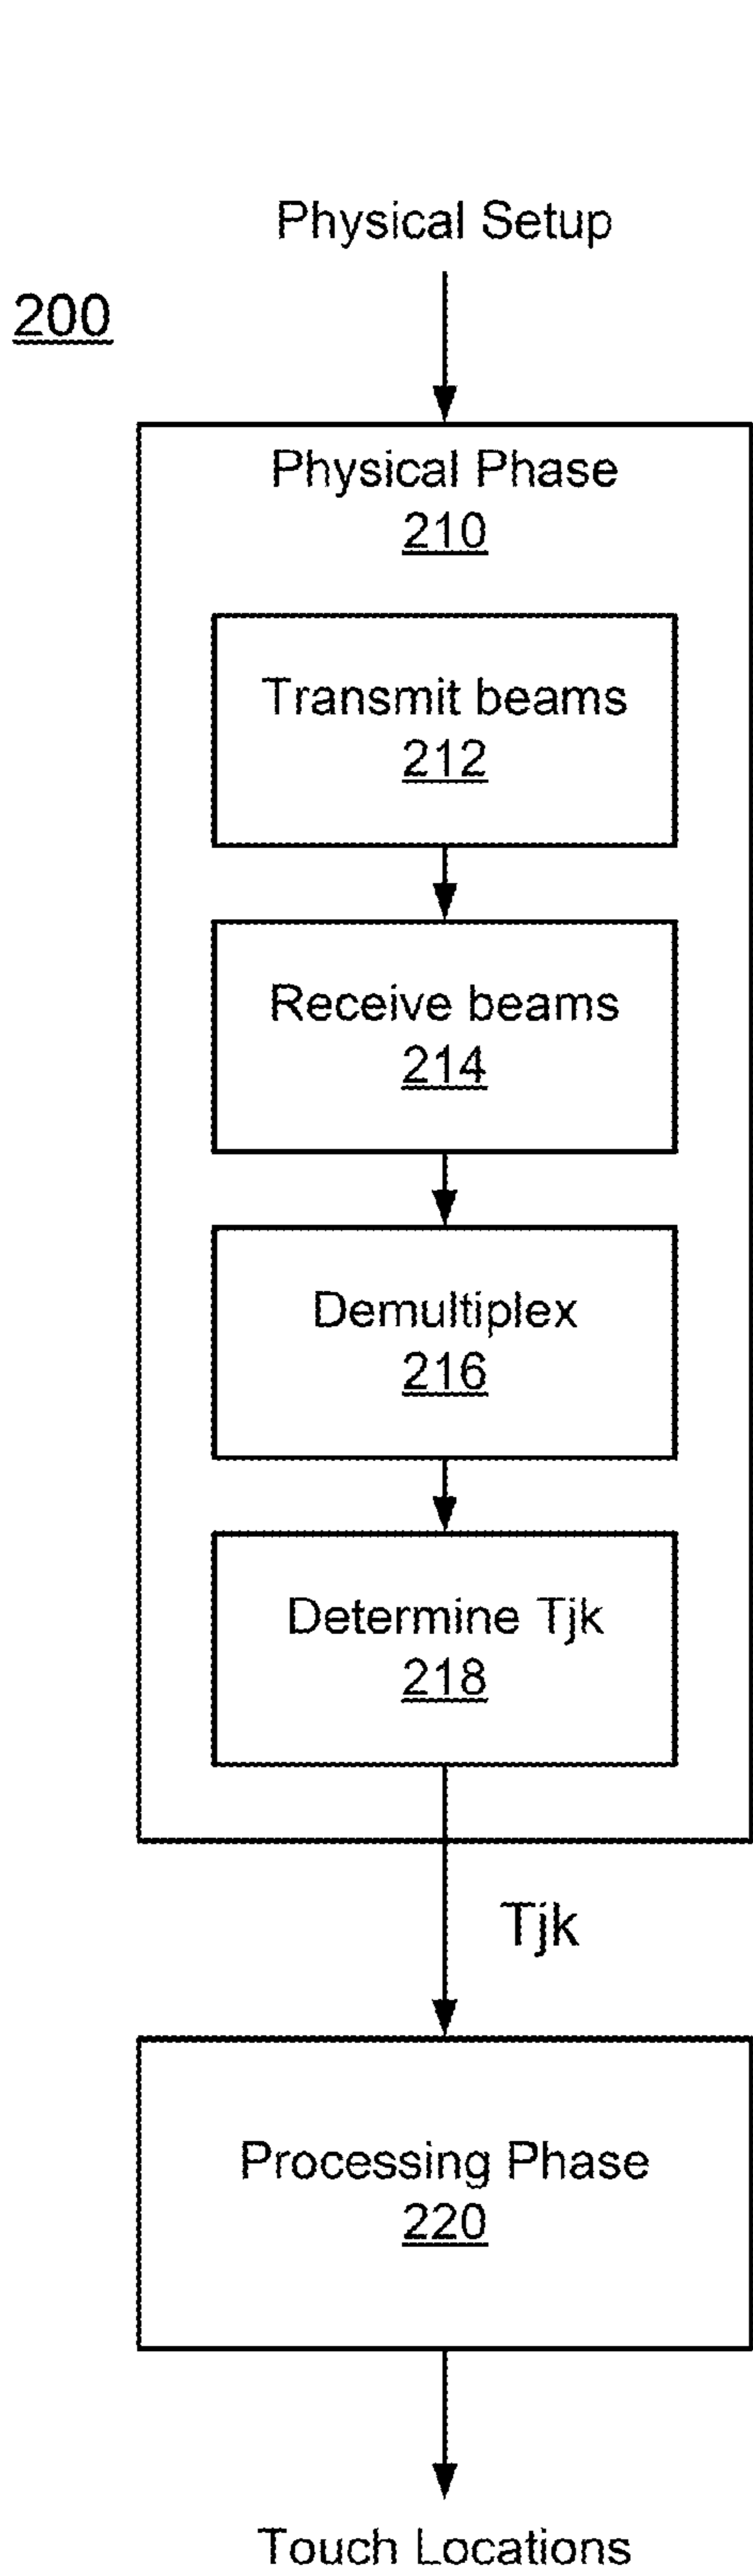 Physical Setup
200
Physical Phase
210
Transmit beams
212
Receive beams
214
Demultiplex
216
Determine Tjk
218
Tjk
Processing Phase
220
Touch Locations